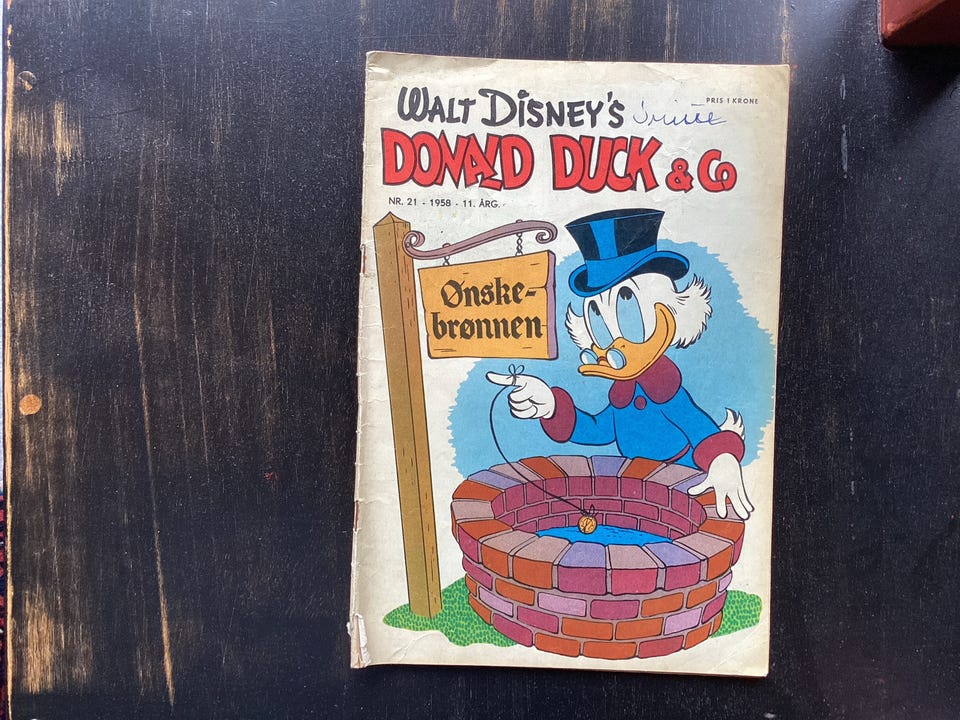 WALT DISNEY'S
PRIS 1 KRONE
DONALD DUCK & Co
NR. 21 - 1958 - 11. ÅRG.
Ønske-
brønnen